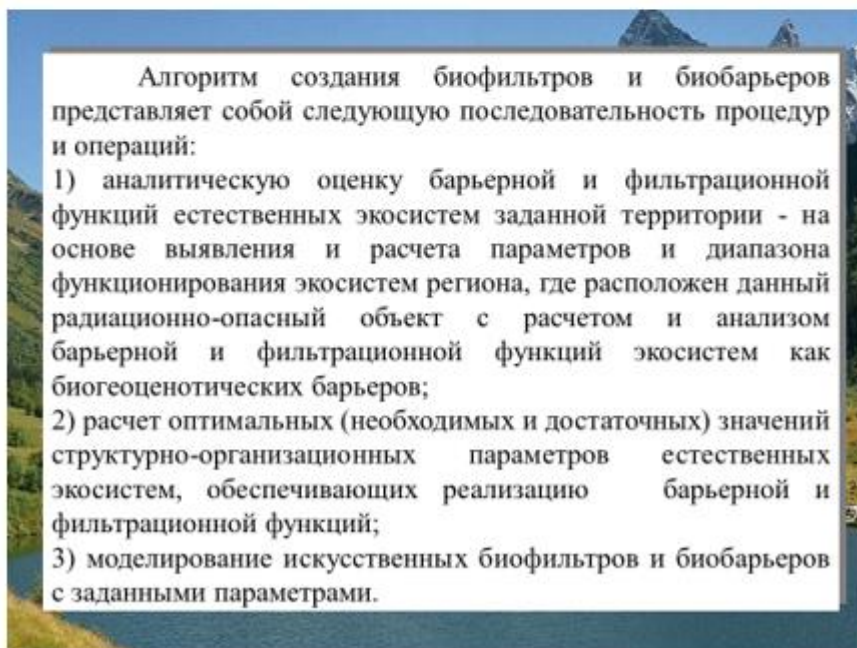 Алгоритм создания биофильтров и биобарьеров
представляет собой следующую последовательность процедур
и операций:
1) аналитическую оценку барьерной и фильтрационной
функций естественных экосистем заданной территории - на
основе выявления и расчета параметров и диапазона
функционирования экосистем региона, где расположен данный
радиационно-опасный объект с расчетом и анализом
барьерной и фильтрационной функций экосистем как
биогеоценотических барьеров;
2) расчет оптимальных (необходимых и достаточных) значений
структурно-организационных параметров естественных
экосистем, обеспечивающих реализацию барьерной и
фильтрационной функций;
3) моделирование искусственных биофильтров и биобарьеров
с заданными параметрами.